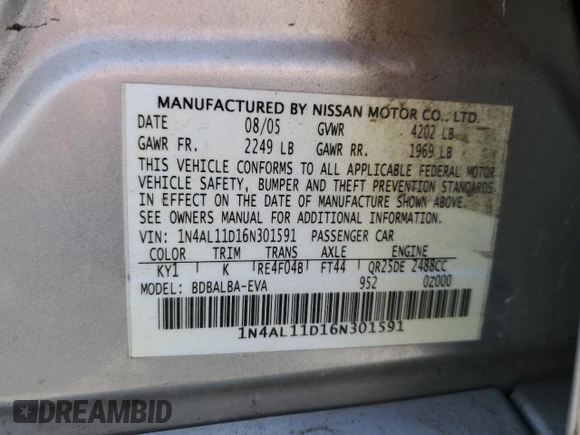 MANUFACTURED BY NISSAN MOTOR CO., LTD.
DATE 08/05 GVWR 4202 LB
GAWR FR. 2249 LB GAWR RR. 1969 LB
THIS VEHICLE CONFORMS TO ALL APPLICABLE FEDERAL MOTOR
VEHICLE SAFETY, BUMPER AND THEFT PREVENTION STANDARDS
IN EFFECT ON THE DATE OF MANUFACTURE SHOWN ABOVE.
SEE OWNERS MANUAL FOR ADDITIONAL INFORMATION.
VIN: 1N4AL11D16N301591 PASSENGER CAR
COLOR TRIM TRANS AXLE ENGINE
KY1 K RE4F04B FT44 QR25DE 2488CC
MODEL: BDBALBA-EVA 952 0Z000
1N4AL11D16N301591
DREAMBID